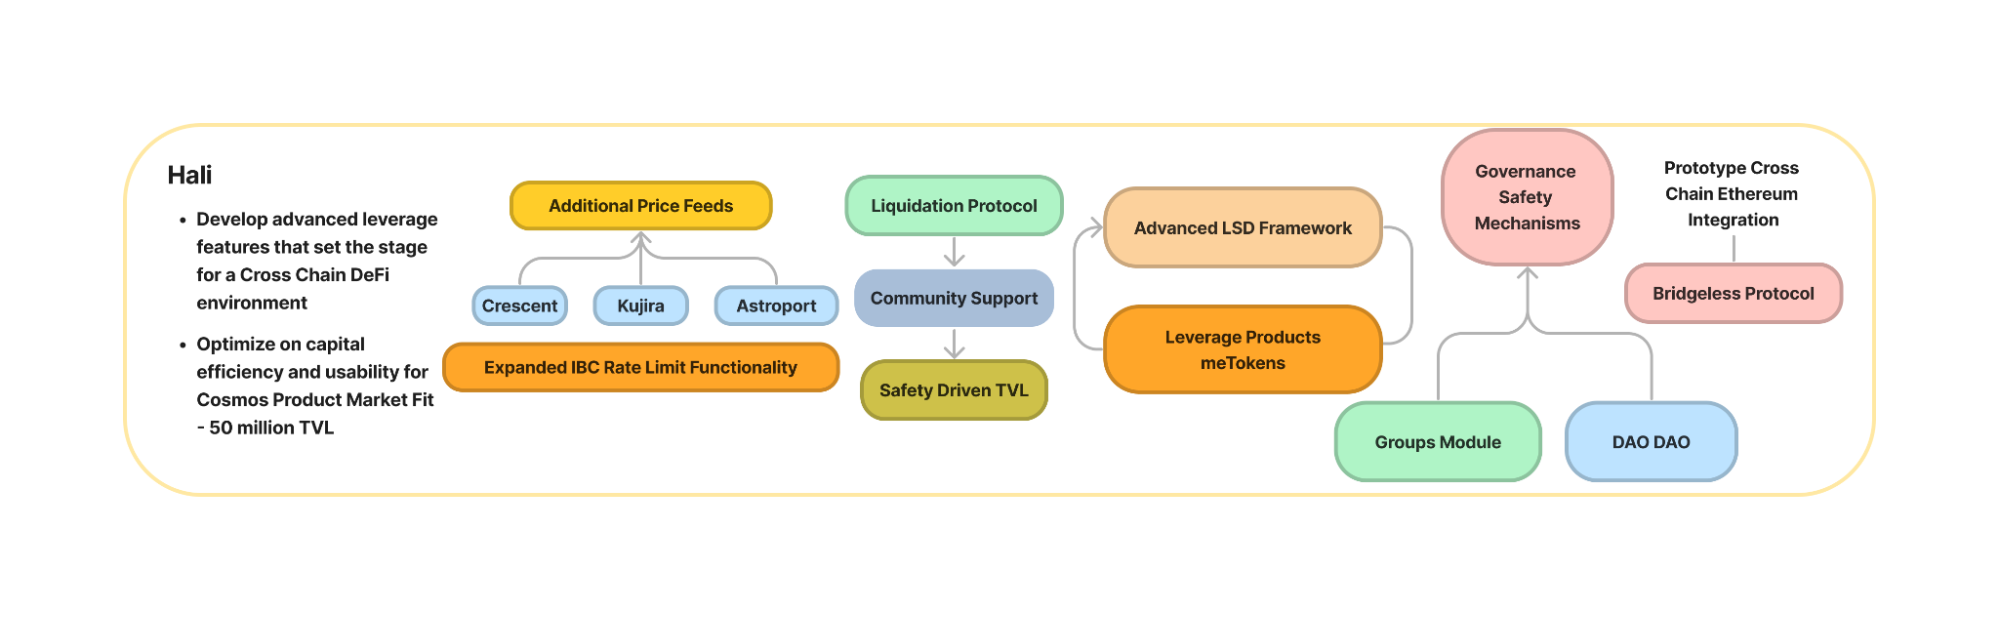 Hali
• Develop advanced leverage
features that set the stage
for a Cross Chain DeFi
environment
• Optimize on capital
efficiency and usability for
Cosmos Product Market Fit
- 50 million TVL
Additional Price Feeds
Crescent
Kujira
Astroport
Expanded IBC Rate Limit Functionality
Liquidation Protocol
Community Support
Safety Driven TVL
Advanced LSD Framework
Leverage Products
meTokens
Governance
Safety
Mechanisms
Groups Module
DAO DAO
Prototype Cross
Chain Ethereum
Integration
Bridgeless Protocol